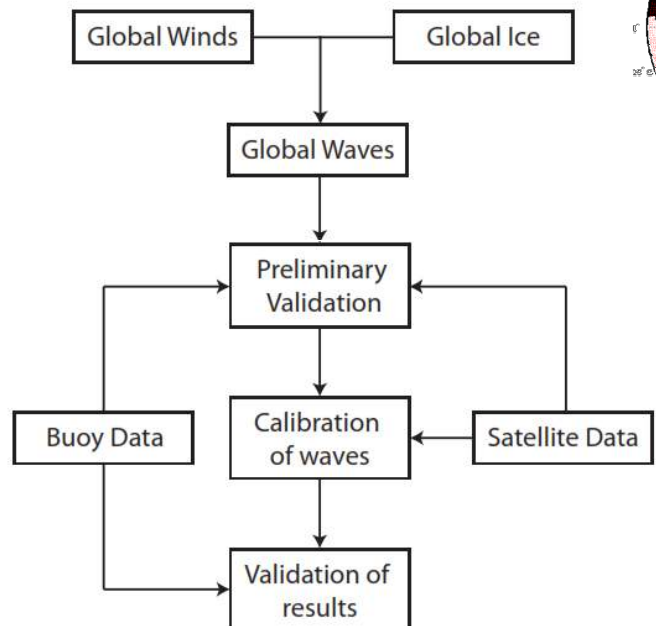 Global Winds
Global Ice
Global Waves
Preliminary
Validation
Buoy Data
Calibration
of waves
Satellite Data
Validation of
results